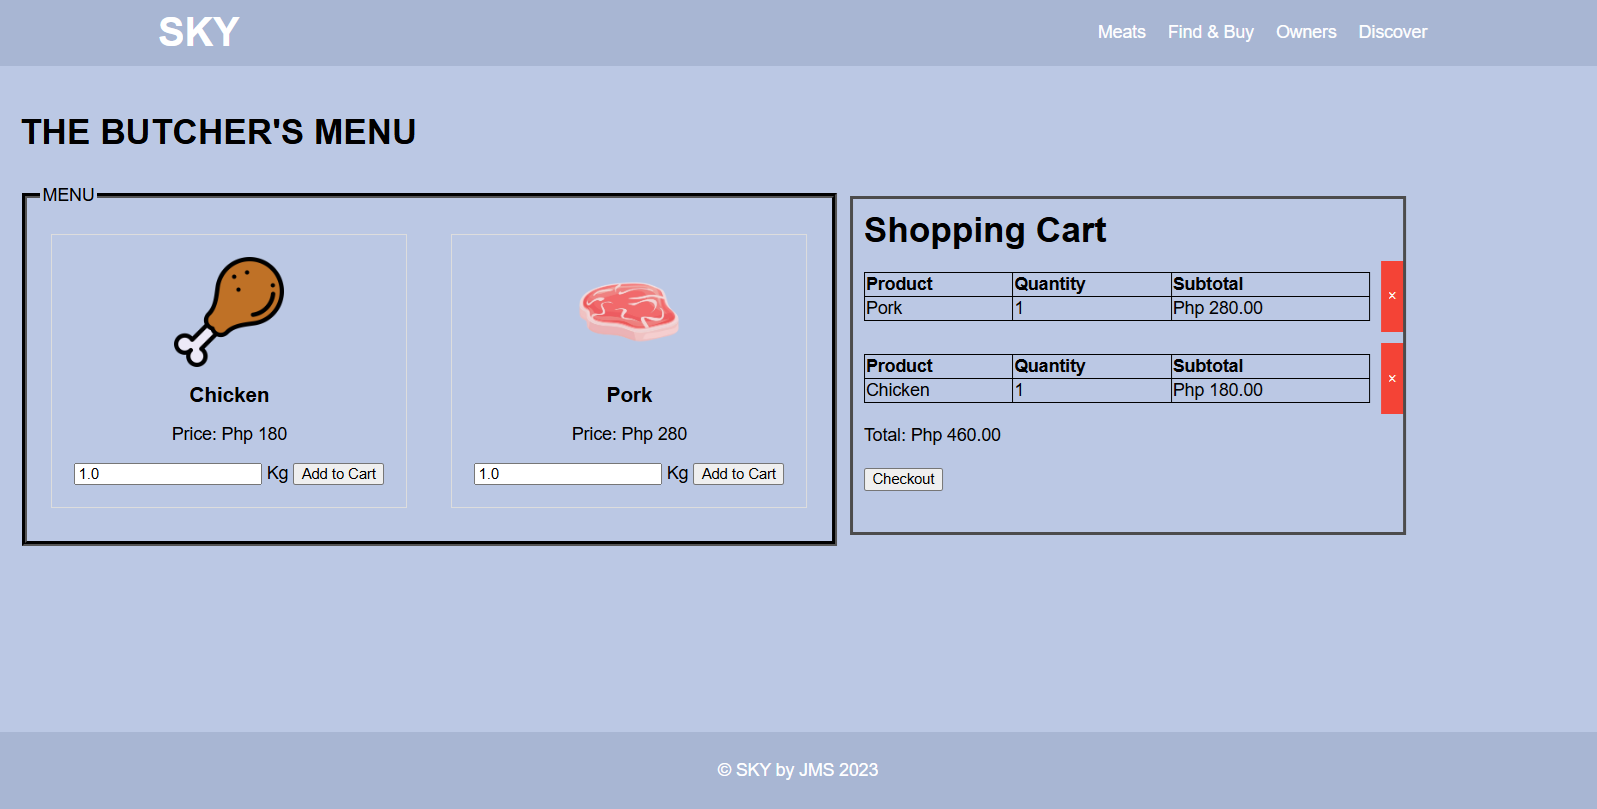 SKY
Meats Find & Buy Owners Discover
THE BUTCHER'S MENU
MENU
Chicken
Price: Php 180
1.0 Kg Add to Cart
Pork
Price: Php 280
1.0 Kg Add to Cart
Shopping Cart
Product Quantity Subtotal
Pork 1 Php 280.00
×
Product Quantity Subtotal
Chicken 1 Php 180.00
×
Total: Php 460.00
Checkout
© SKY by JMS 2023